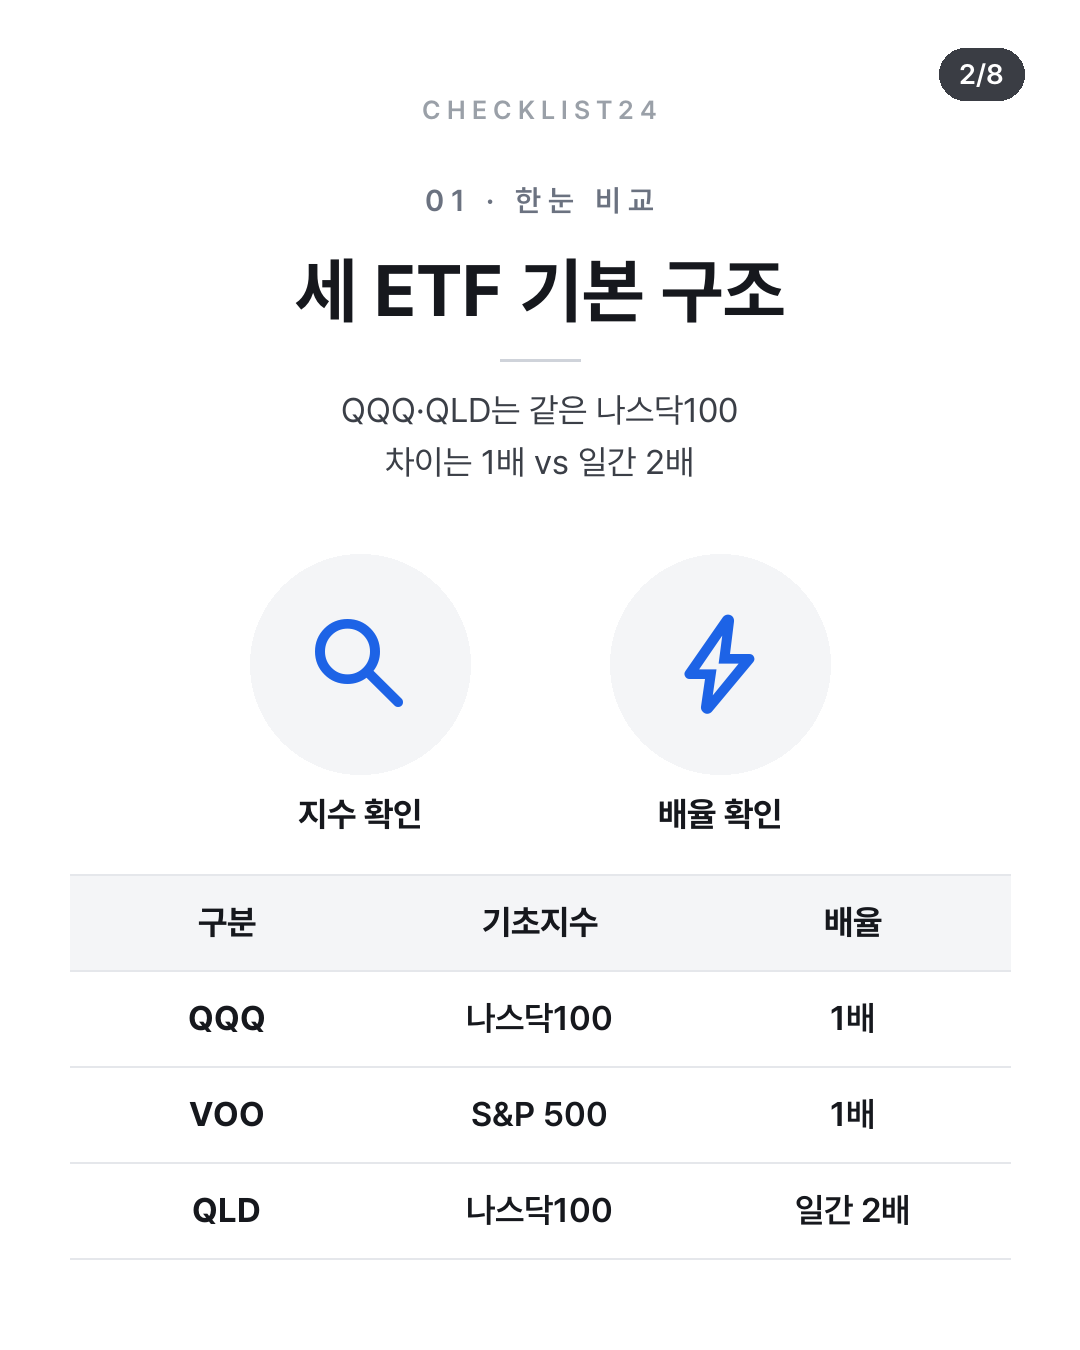 2/8
CHECKLIST24
01 · 한눈 비교
세 ETF 기본 구조
QQQ·QLD는 같은 나스닥100
차이는 1배 vs 일간 2배
지수 확인 배율 확인
구분 기초지수 배율
QQQ 나스닥100 1배
VOO S&P 500 1배
QLD 나스닥100 일간 2배